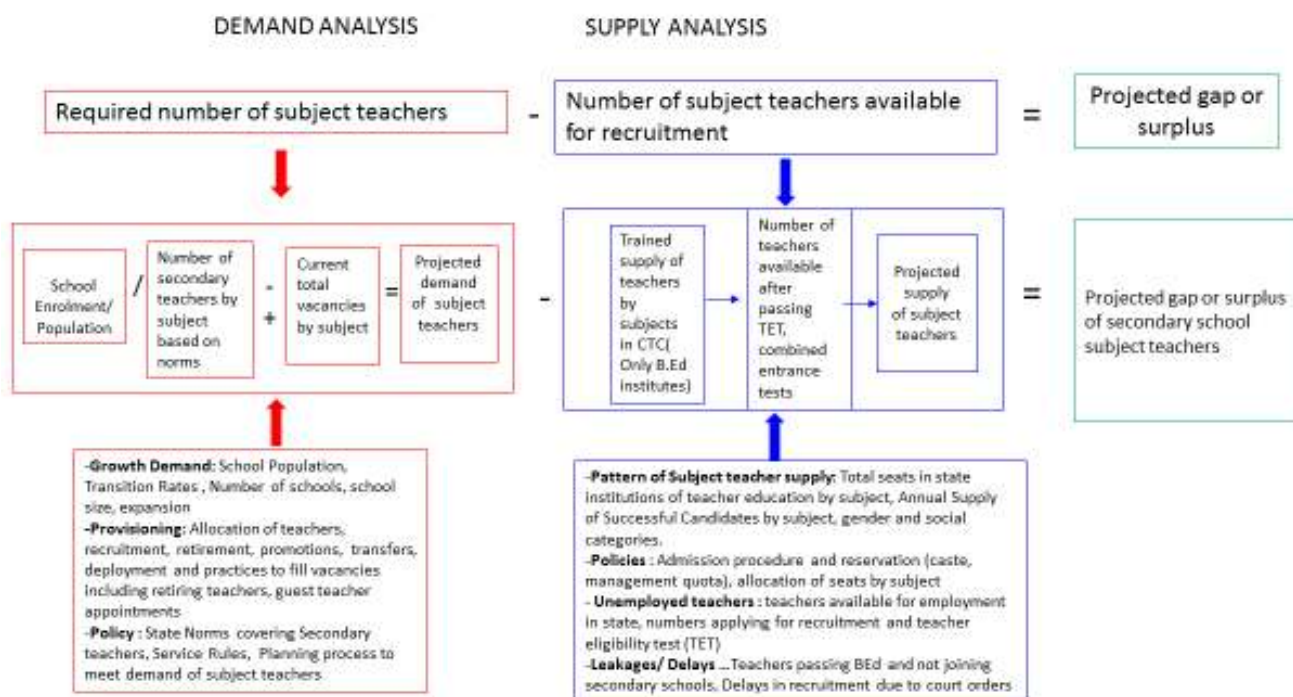 DEMAND ANALYSIS
SUPPLY ANALYSIS
Required number of subject teachers
-
Number of subject teachers available
for recruitment
=
Projected gap or
surplus
School
Enrolment/
Population
/
Number of
secondary
teachers by
subject
based on
norms
-
+
Current
total
vacancies
by subject
=
Projected
demand
of subject
teachers
-
Trained
supply of
teachers
by
subjects
in CTC(
Only B.Ed
institutes)
Number of
teachers
available
after
passing
TET,
combined
entrance
tests
Projected
supply
of subject
teachers
=
Projected gap or surplus
of secondary school
subject teachers
-Growth Demand: School Population,
Transition Rates , Number of schools, school
size, expansion
-Provisioning: Allocation of teachers,
recruitment, retirement, promotions, transfers,
deployment and practices to fill vacancies
including retiring teachers, guest teacher
appointments
-Policy : State Norms covering Secondary
teachers, Service Rules, Planning process to
meet demand of subject teachers
-Pattern of Subject teacher supply: Total seats in state
institutions of teacher education by subject, Annual Supply
of Successful Candidates by subject, gender and social
categories.
-Policies : Admission procedure and reservation (caste,
management quota), allocation of seats by subject
- Unemployed teachers : teachers available for employment
in state, numbers applying for recruitment and teacher
eligibility test (TET)
-Leakages/ Delays ...Teachers passing BEd and not joining
secondary schools, Delays in recruitment due to court orders